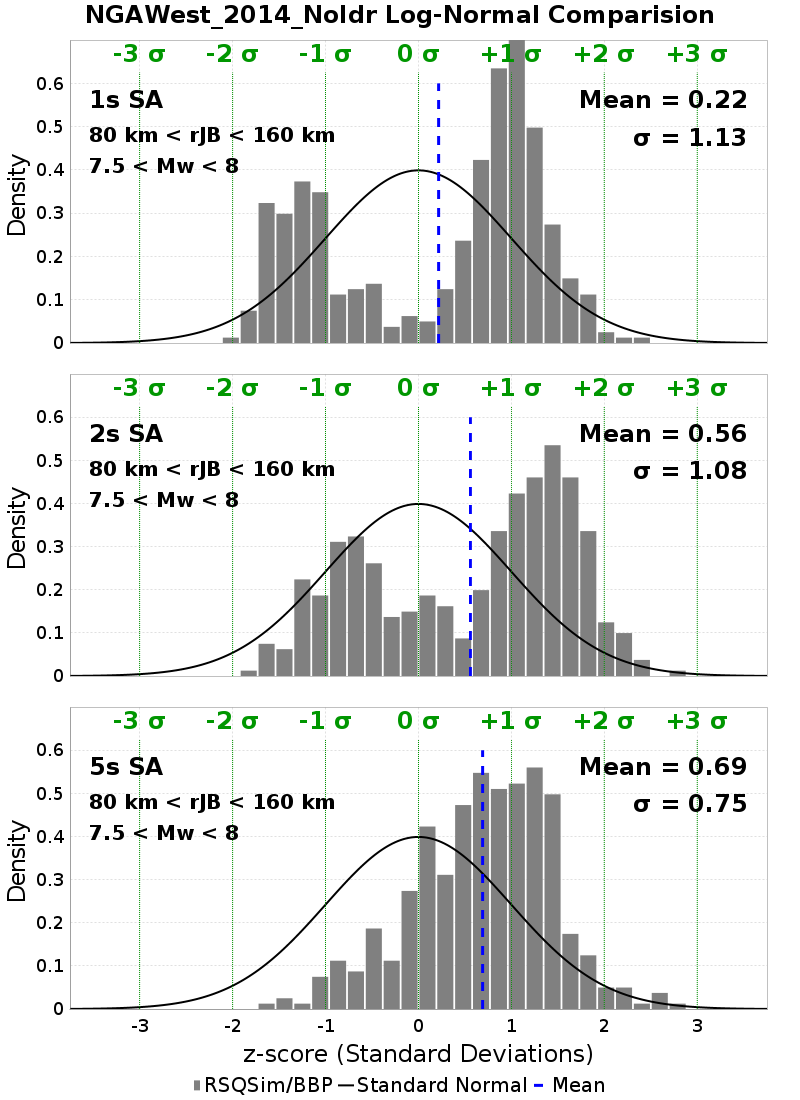 NGAWest_2014_NoIdr Log-Normal Comparision
-3 σ -2 σ -1 σ 0 σ +1 σ +2 σ +3 σ
1s SA
Mean = 0.22
80 km < rJB < 160 km
σ = 1.13
7.5 < Mw < 8
0.6
0.5
0.4
0.3
0.2
0.1
0
Density
-3 σ -2 σ -1 σ 0 σ +1 σ +2 σ +3 σ
2s SA
Mean = 0.56
80 km < rJB < 160 km
σ = 1.08
7.5 < Mw < 8
0.6
0.5
0.4
0.3
0.2
0.1
0
Density
-3 σ -2 σ -1 σ 0 σ +1 σ +2 σ +3 σ
5s SA
Mean = 0.69
80 km < rJB < 160 km
σ = 0.75
7.5 < Mw < 8
0.6
0.5
0.4
0.3
0.2
0.1
0
Density
-3 -2 -1 0 1 2 3
z-score (Standard Deviations)
RSQSim/BBP Standard Normal Mean